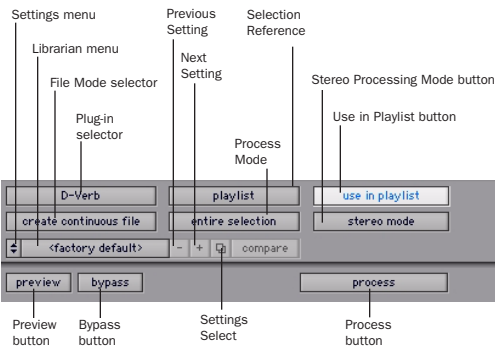 Settings menu
Librarian menu
File Mode selector
Plug-in
selector
Previous
Setting
Next
Setting
Selection
Reference
Process
Mode
Stereo Processing Mode button
Use in Playlist button
D-Verb
playlist
use in playlist
create continuous file
entire selection
stereo mode
<factory default>
-
+
compare
preview
bypass
process
Preview
button
Bypass
button
Settings
Select
Process
button